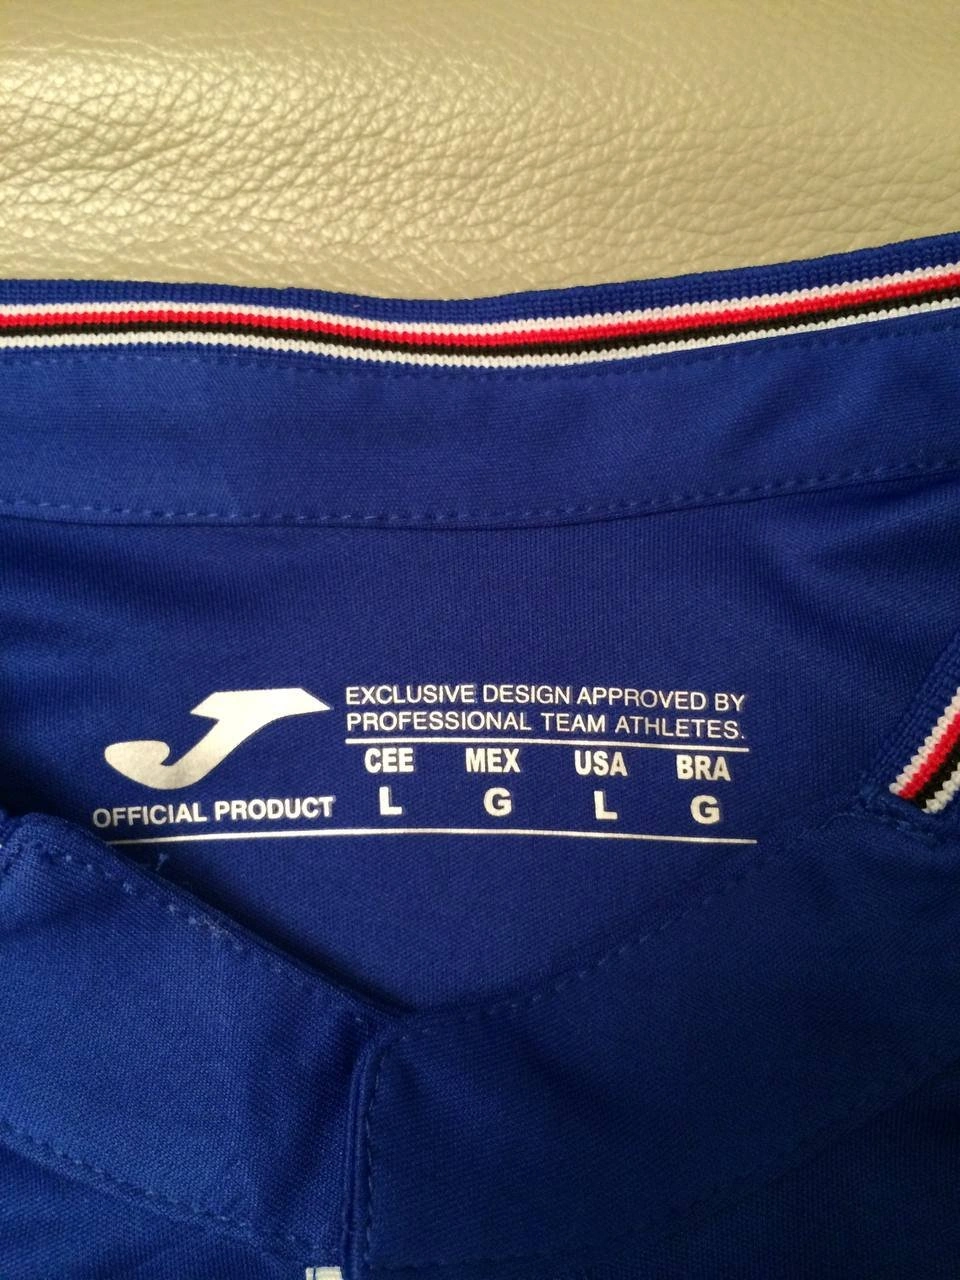 EXCLUSIVE DESIGN APPROVED BY
PROFESSIONAL TEAM ATHLETES.
CEE MEX USA BRA
L G L G
OFFICIAL PRODUCT